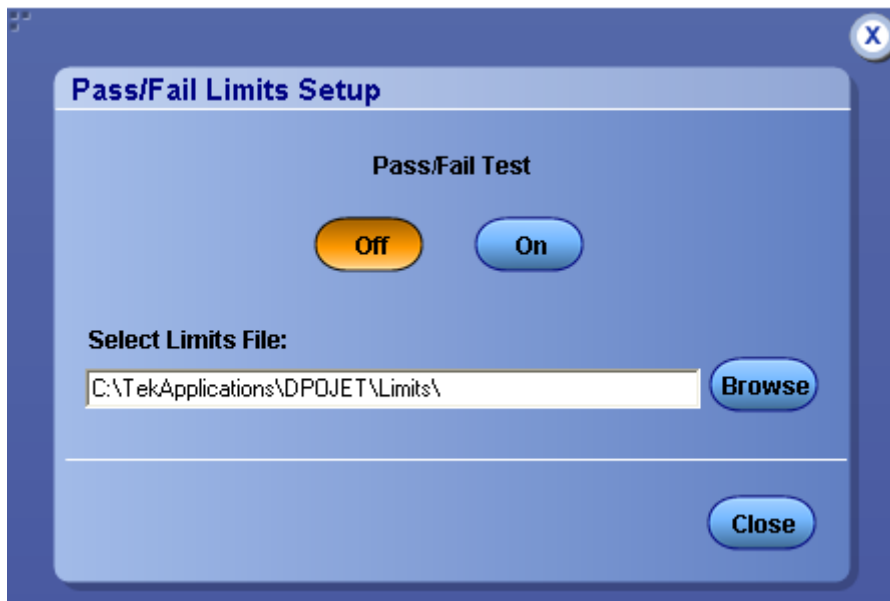 X
Pass/Fail Limits Setup
Pass/Fail Test
Off On
Select Limits File:
C:\TekApplications\DPOJET\Limits\ Browse
Close